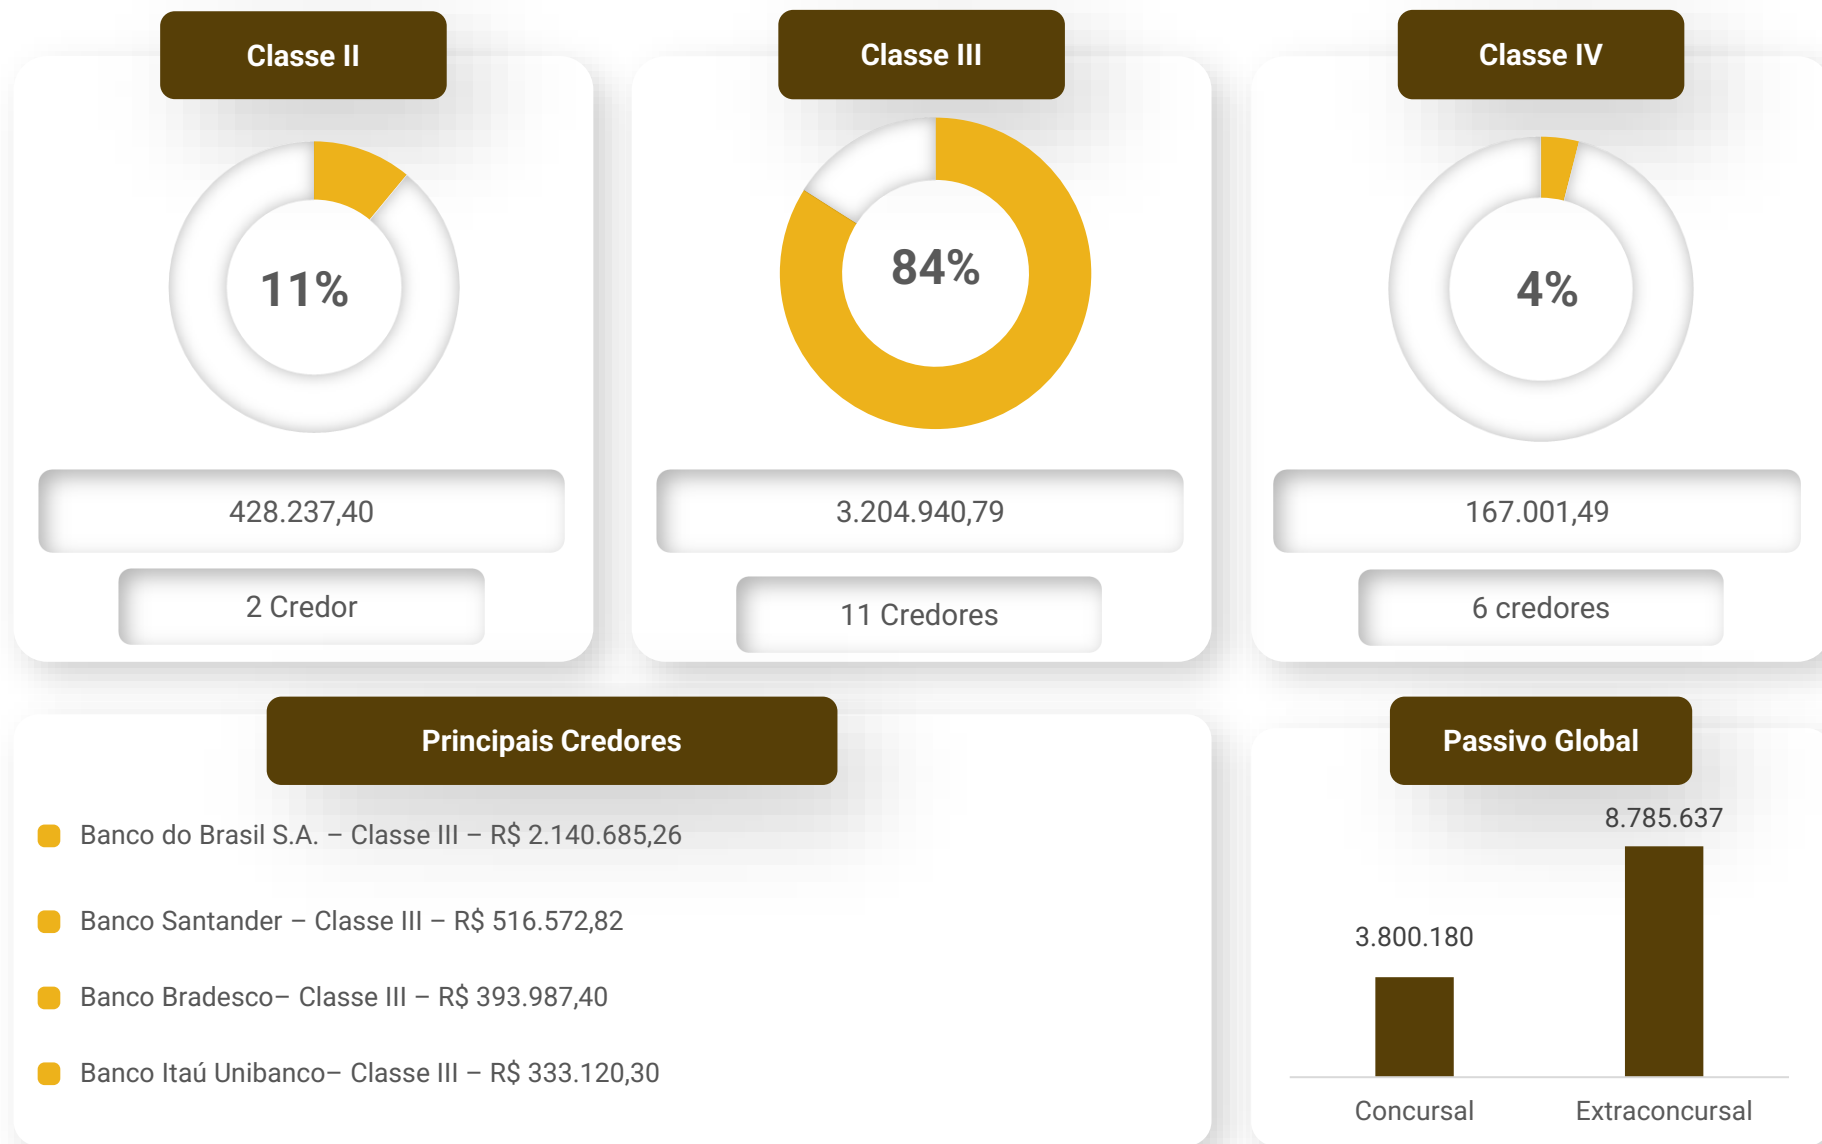 Classe II
11%
428.237,40
2 Credor
Classe III
84%
3.204.940,79
11 Credores
Classe IV
4%
167.001,49
6 credores
Principais Credores
Banco do Brasil S.A. – Classe III – R$ 2.140.685,26
Banco Santander – Classe III – R$ 516.572,82
Banco Bradesco– Classe III – R$ 393.987,40
Banco Itaú Unibanco– Classe III – R$ 333.120,30
Passivo Global
8.785.637
3.800.180
Concursal
Extraconcursal